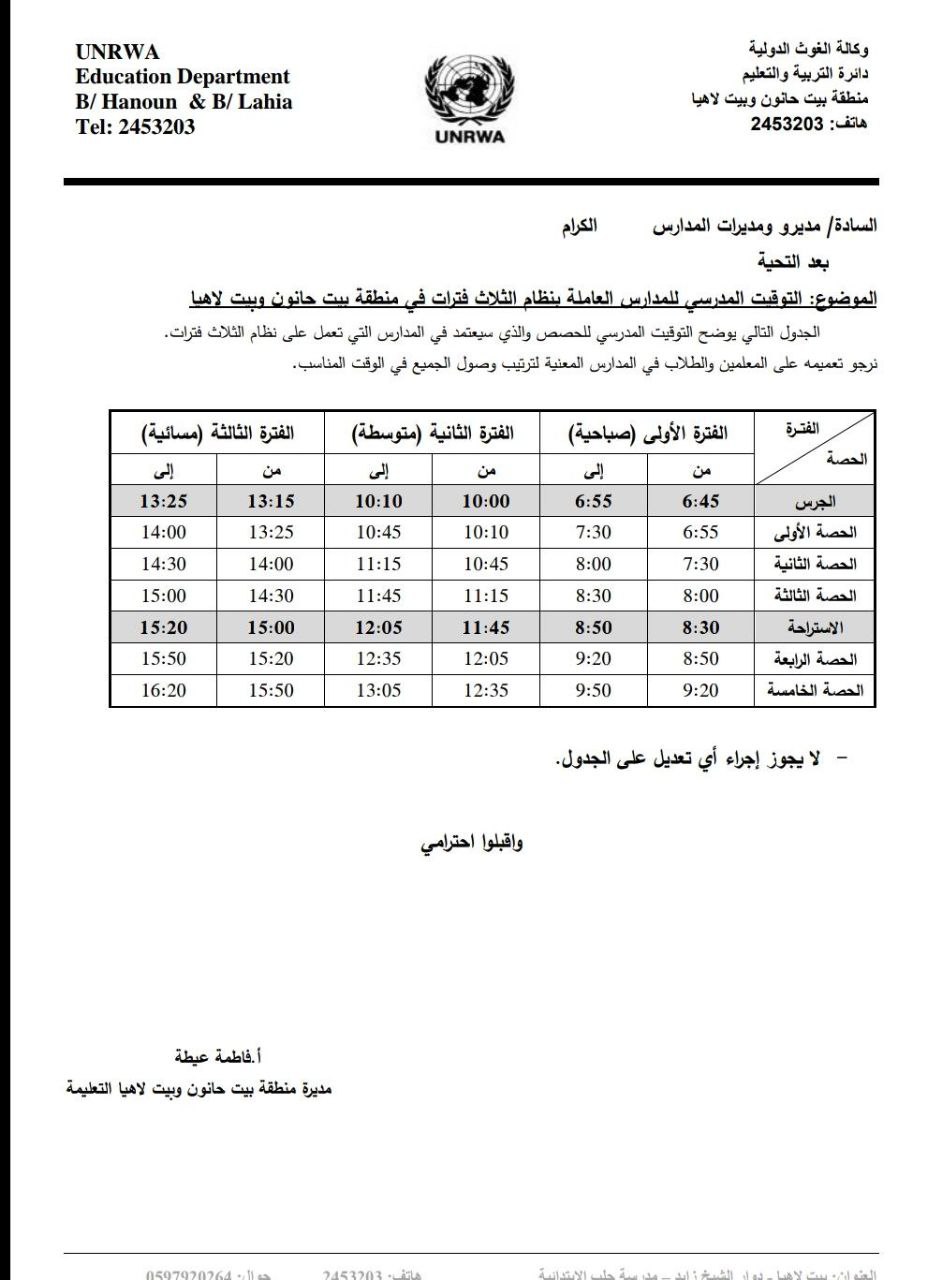 UNRWA
Education Department
B/ Hanoun & B/ Lahia
Tel: 2453203
UNRWA
وكالة الغوث الدولية
دائرة التربية والتعليم
منطقة بيت حانون وبيت لاهيا
هاتف: 2453203
السادة/ مديرو ومديرات المدارس الكرام
بعد التحية
الموضوع: التوقيت المدرسي للمدارس العاملة بنظام الثلاث فترات في منطقة بيت حانون وبيت لاهيا
الجدول التالي يوضح التوقيت المدرسي للحصص والذي سيعتمد في المدارس التي تعمل على نظام الثلاث فترات.
نرجو تعميمه على المعلمين والطلاب في المدارس المعنية لترتيب وصول الجميع في الوقت المناسب.
الفترة الحصة الفترة الأولى (صباحية) الفترة الثانية (متوسطة) الفترة الثالثة (مسائية)
من إلى من إلى من إلى
الجرس 6:45 6:55 10:00 10:10 13:15 13:25
الحصة الأولى 6:55 7:30 10:10 10:45 13:25 14:00
الحصة الثانية 7:30 8:00 10:45 11:15 14:00 14:30
الحصة الثالثة 8:00 8:30 11:15 11:45 14:30 15:00
الاستراحة 8:30 8:50 11:45 12:05 15:00 15:20
الحصة الرابعة 8:50 9:20 12:05 12:35 15:20 15:50
الحصة الخامسة 9:20 9:50 12:35 13:05 15:50 16:20
- لا يجوز إجراء أي تعديل على الجدول.
واقبلوا احترامي
أ.فاطمة عيطة
مديرة منطقة بيت حانون وبيت لاهيا التعليمة
العنوان: بيت لاهيا - دوار الشيخ زايد – مدرسة حلب الابتدائية هاتف: 2453203 جوال: 0597920264